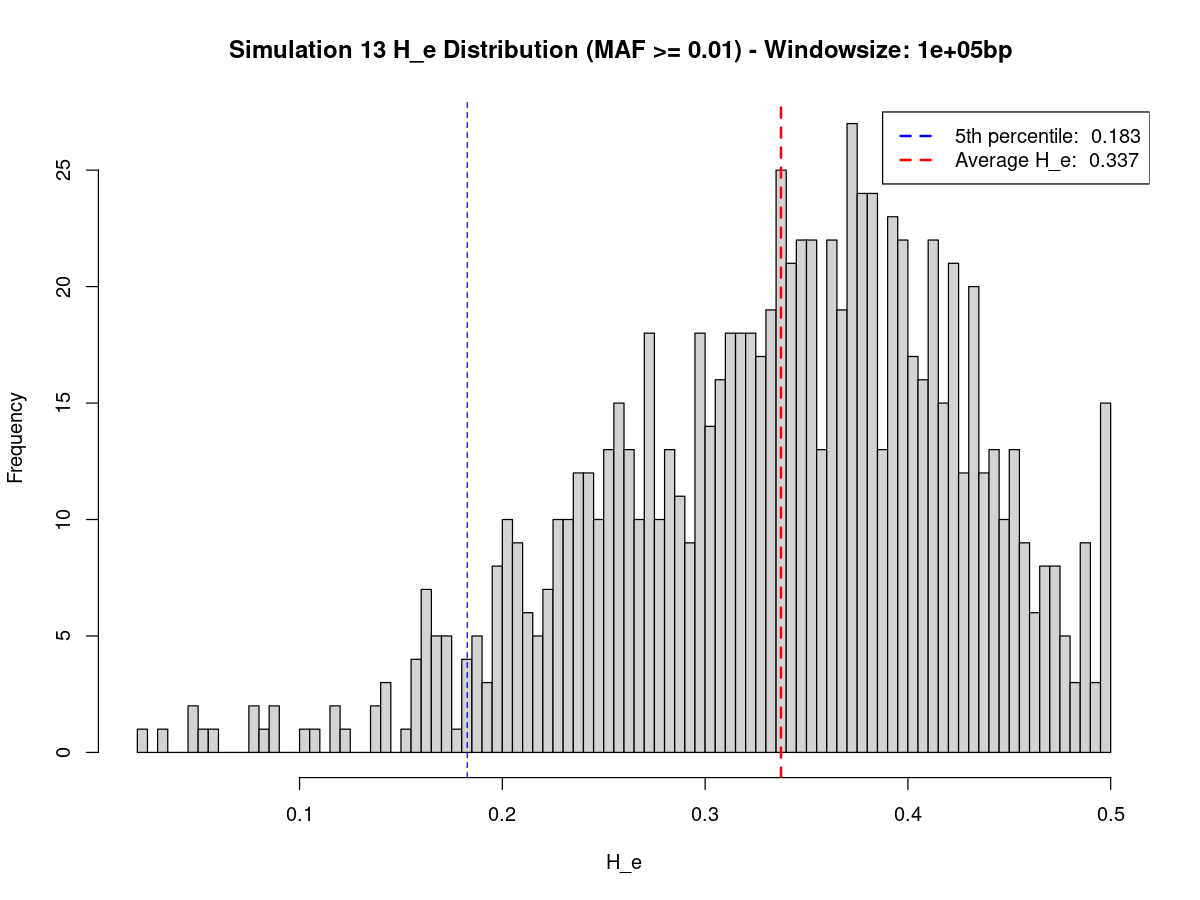 Simulation 13 H_e Distribution (MAF >= 0.01) - Windowsize: 1e+05bp
5th percentile: 0.183
Average H_e: 0.337
Frequency
25
20
15
10
5
0
0.1 0.2 0.3 0.4 0.5
H_e